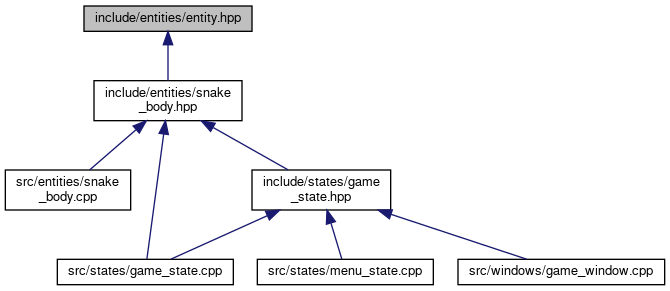 include/entities/entity.hpp
include/entities/snake
_body.hpp
src/entities/snake
_body.cpp
include/states/game
_state.hpp
src/states/game_state.cpp
src/states/menu_state.cpp
src/windows/game_window.cpp